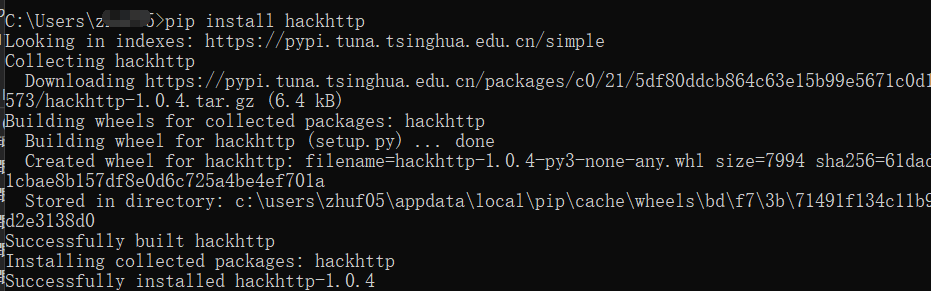 C:\Users\z 5>pip install hackhttp
Looking in indexes: https://pypi.tuna.tsinghua.edu.cn/simple
Collecting hackhttp
  Downloading https://pypi.tuna.tsinghua.edu.cn/packages/c0/21/5df80ddcb864c63e15b99e5671c0d1
573/hackhttp-1.0.4.tar.gz (6.4 kB)
Building wheels for collected packages: hackhttp
  Building wheel for hackhttp (setup.py) ... done
  Created wheel for hackhttp: filename=hackhttp-1.0.4-py3-none-any.whl size=7994 sha256=61dad
1cbae8b157df8e0d6c725a4be4ef701a
  Stored in directory: c:\users\zhuf05\appdata\local\pip\cache\wheels\bd\f7\3b\71491f134c11b9
d2e3138d0
Successfully built hackhttp
Installing collected packages: hackhttp
Successfully installed hackhttp-1.0.4